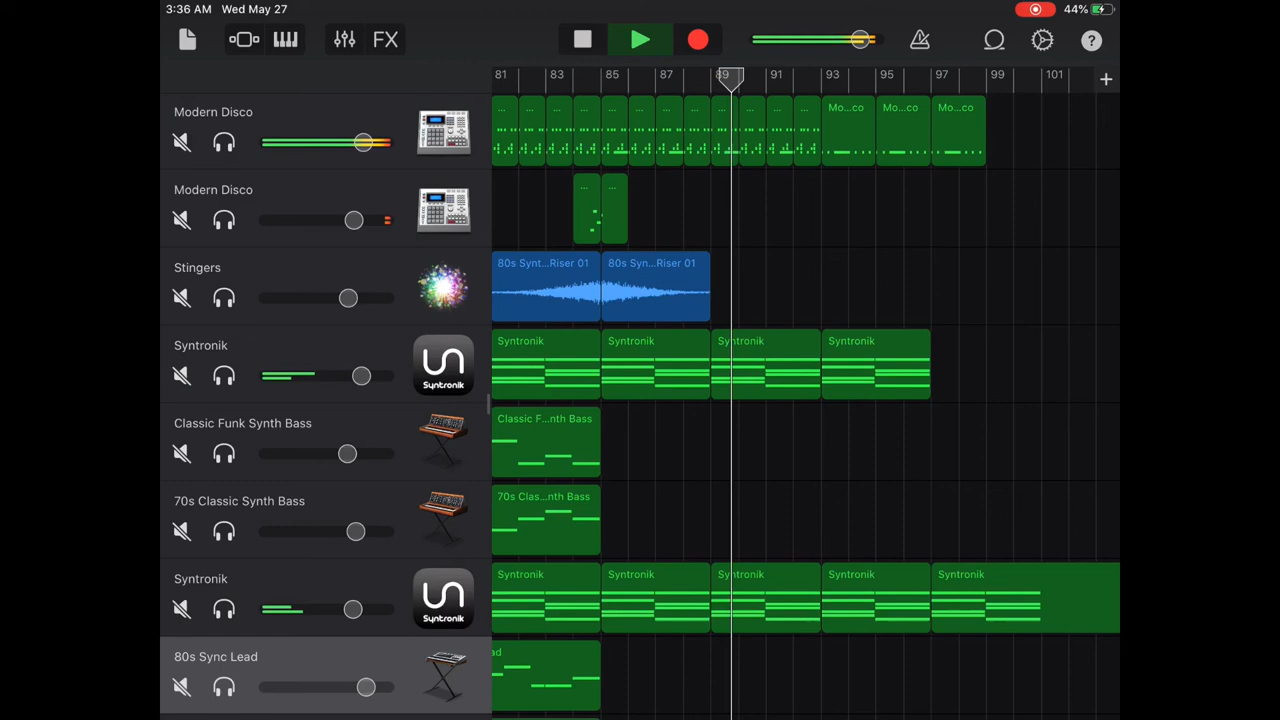 3:36 AM Wed May 27
44%
FX
?
81 83 85 87 89 91 93 95 97 99 101 +
Modern Disco
... ... ... ... ... ... ... ... ... ... ... ... Mo...co Mo...co Mo...co
Modern Disco
... ...
Stingers
80s Synt...Riser 01 80s Syn...Riser 01
Syntronik
Syntronik
Syntronik Syntronik Syntronik Syntronik
Classic Funk Synth Bass
Classic F...nth Bass
70s Classic Synth Bass
70s Clas...nth Bass
Syntronik
Syntronik
Syntronik Syntronik Syntronik Syntronik Syntronik
80s Sync Lead
ad